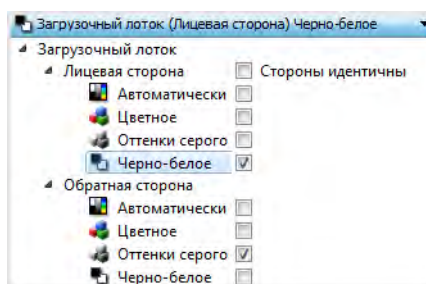 Загрузочный лоток (Лицевая сторона) Черно-белое
Загрузочный лоток
Лицевая сторона Стороны идентичны
Автоматически
Цветное
Оттенки серого
Черно-белое
Обратная сторона
Автоматически
Цветное
Оттенки серого
Черно-белое